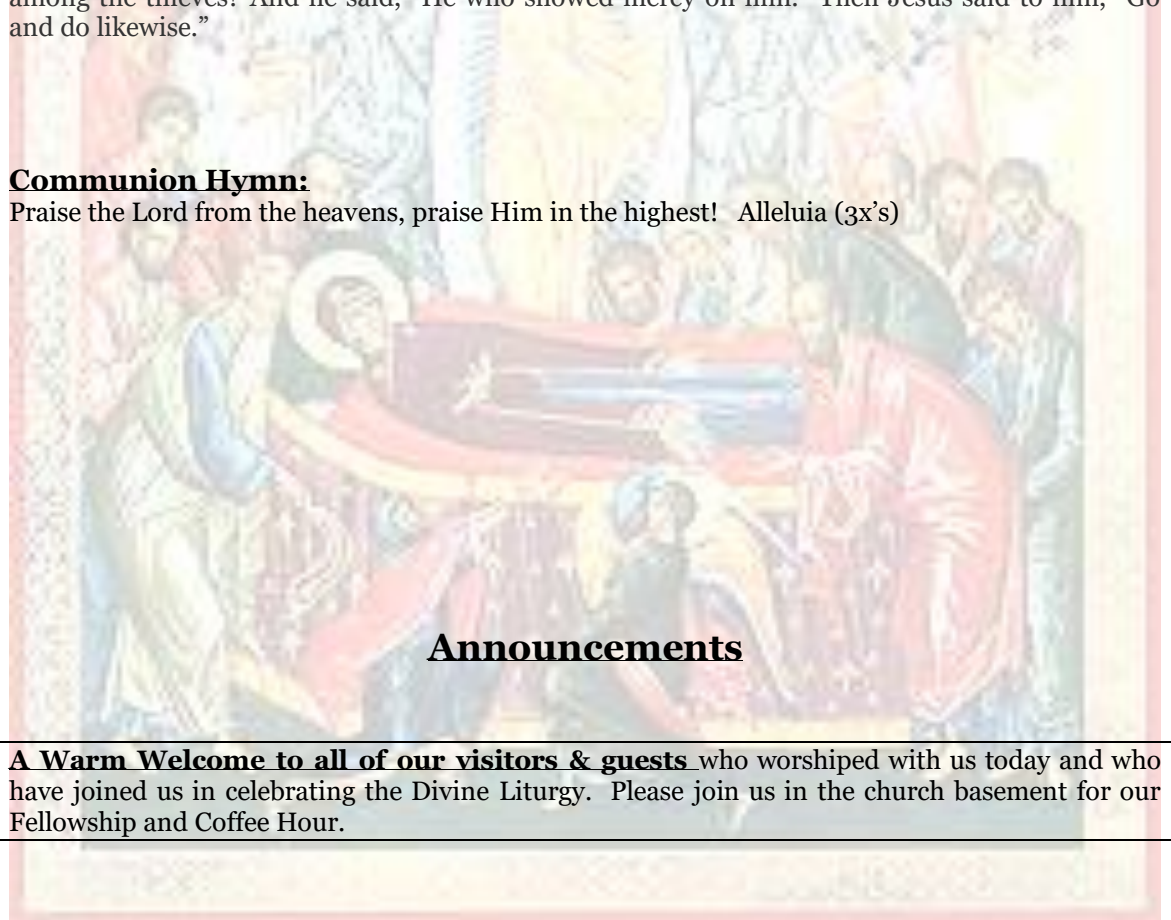 among the thieves? And he said, “He who showed mercy on him.” Then Jesus said to him, “Go
and do likewise.”
Communion Hymn:
Praise the Lord from the heavens, praise Him in the highest! Alleluia (3x's)
Announcements
A Warm Welcome to all of our visitors & guests who worshiped with us today and who
have joined us in celebrating the Divine Liturgy. Please join us in the church basement for our
Fellowship and Coffee Hour.